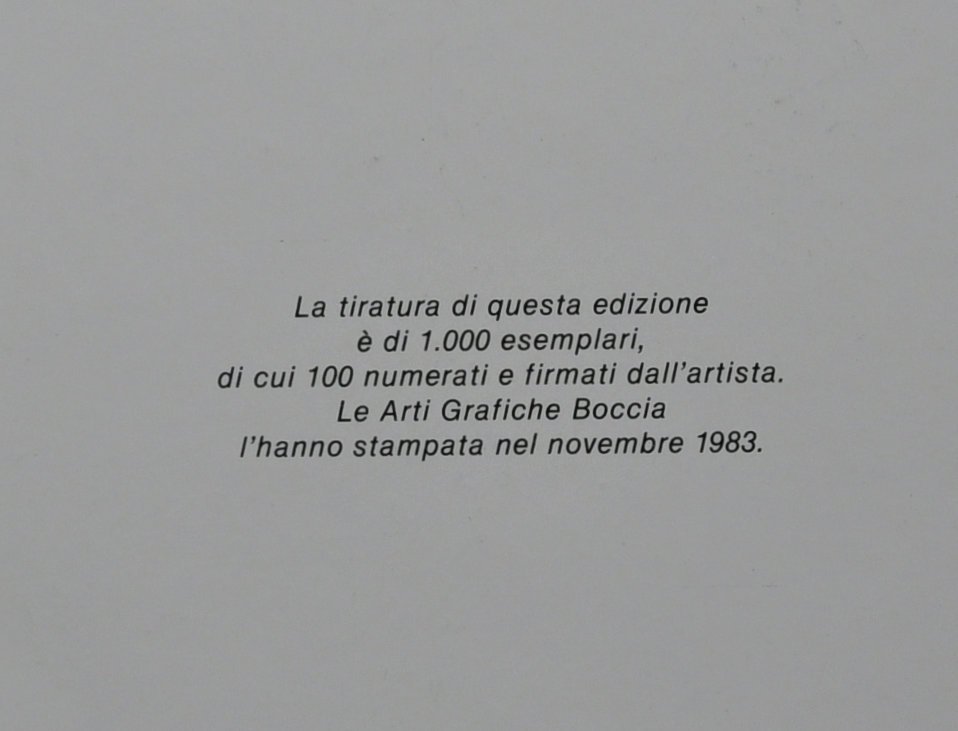 La tiratura di questa edizione
è di 1.000 esemplari,
di cui 100 numerati e firmati dall'artista.
Le Arti Grafiche Boccia
l'hanno stampata nel novembre 1983.